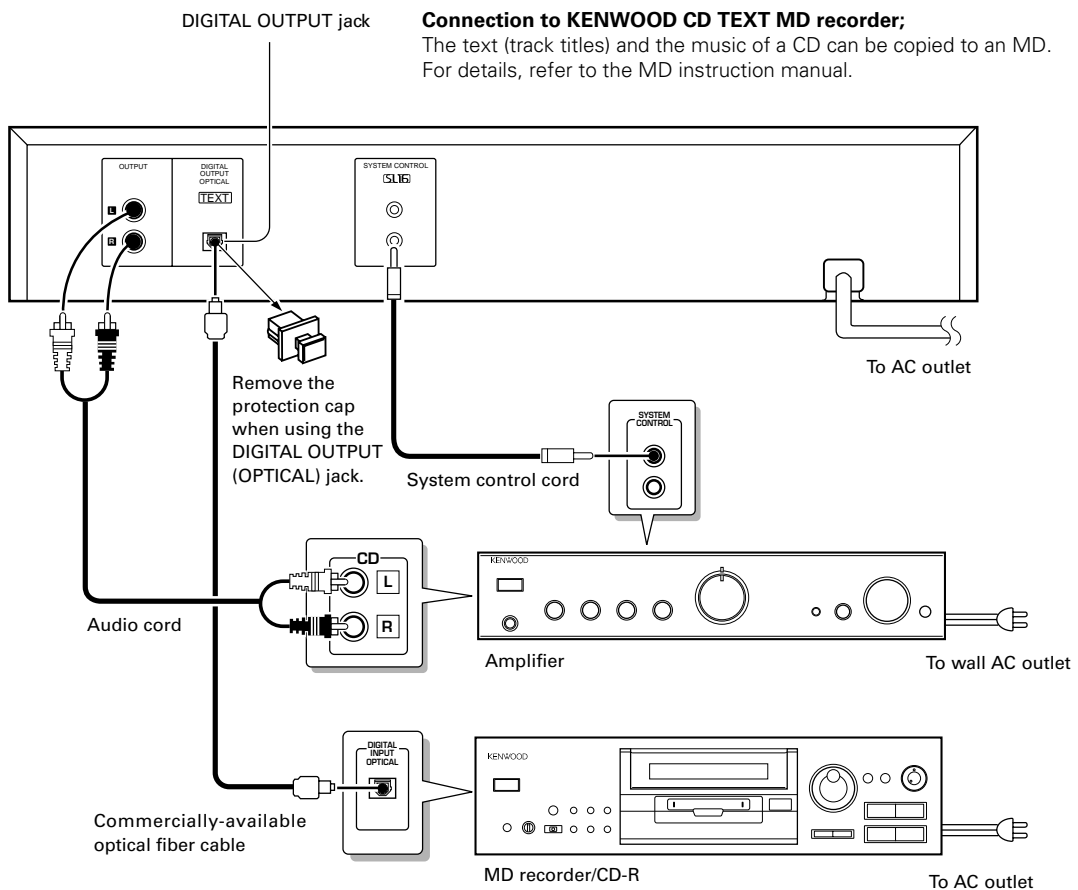 DIGITAL OUTPUT jack
Connection to KENWOOD CD TEXT MD recorder;
The text (track titles) and the music of a CD can be copied to an MD.
For details, refer to the MD instruction manual.
OUTPUT
L
R
DIGITAL
OUTPUT
OPTICAL
TEXT
SYSTEM CONTROL
SL16
To AC outlet
Remove the
protection cap
when using the
DIGITAL OUTPUT
(OPTICAL) jack.
System control cord
SYSTEM
CONTROL
CD
L
R
Audio cord
KENWOOD
Amplifier
To wall AC outlet
DIGITAL
INPUT
OPTICAL
Commercially-available
optical fiber cable
KENWOOD
MD recorder/CD-R
To AC outlet